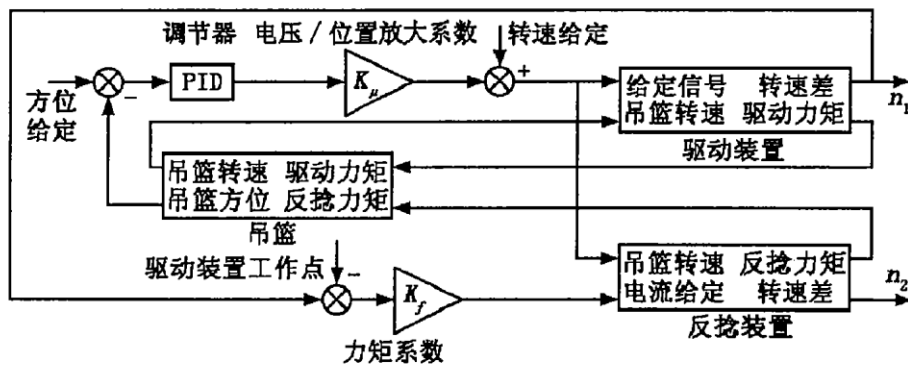 调节器 电压/位置放大系数
转速给定
方位
给定
-
PID
Kμ
+
给定信号 转速差
吊篮转速 驱动力矩
驱动装置
n1
吊篮转速 驱动力矩
吊篮方位 反捻力矩
吊篮
驱动装置工作点
-
Kf
力矩系数
吊篮转速 反捻力矩
电流给定 转速差
反捻装置
n2